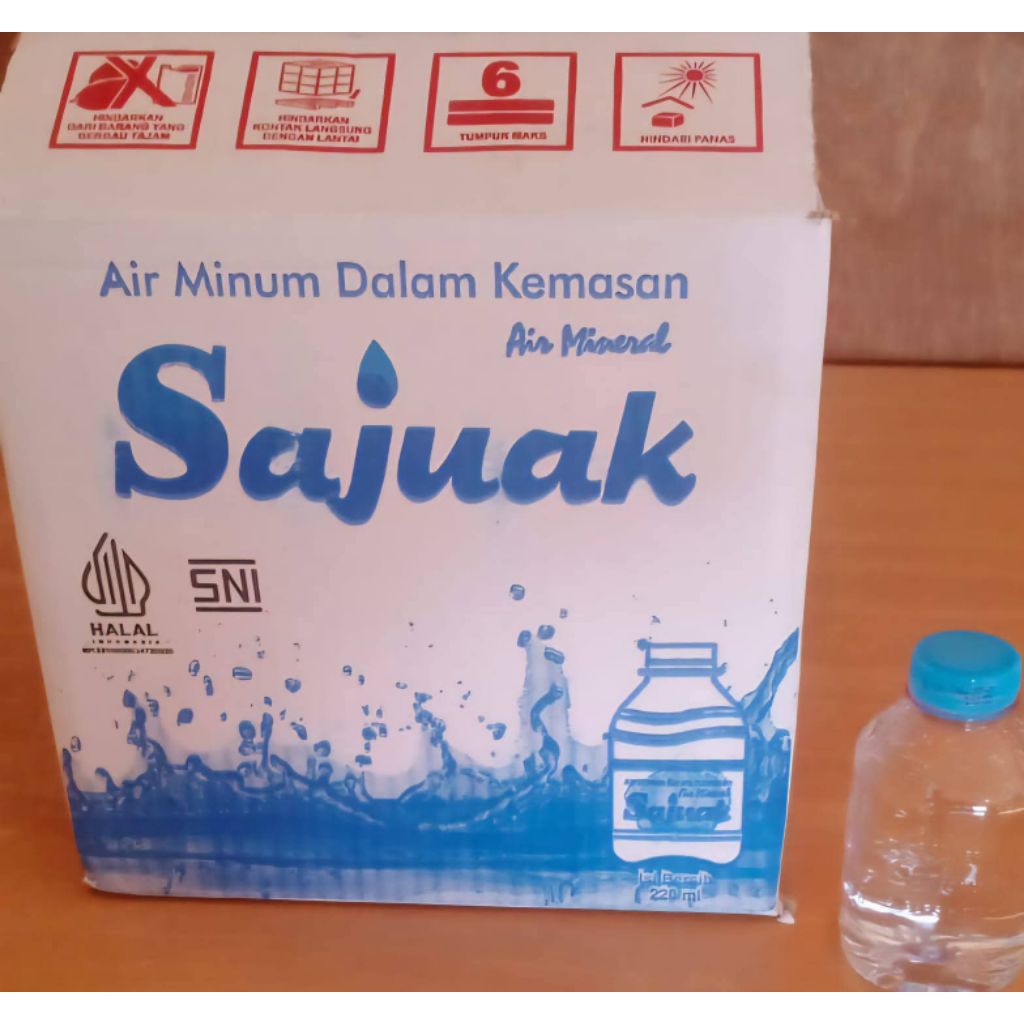 HINDARKAN
DARI BARANG YANG
BERBAU TAJAM
HINDARKAN
KONTAK LANGSUNG
DENGAN LANTAI
6
TUMPUK MAKS
HINDARI PANAS
Air Minum Dalam Kemasan
Air Mineral
Sajuak
HALAL
INDONESIA
SNI
Sajuak
Isi Bersih
220 ml